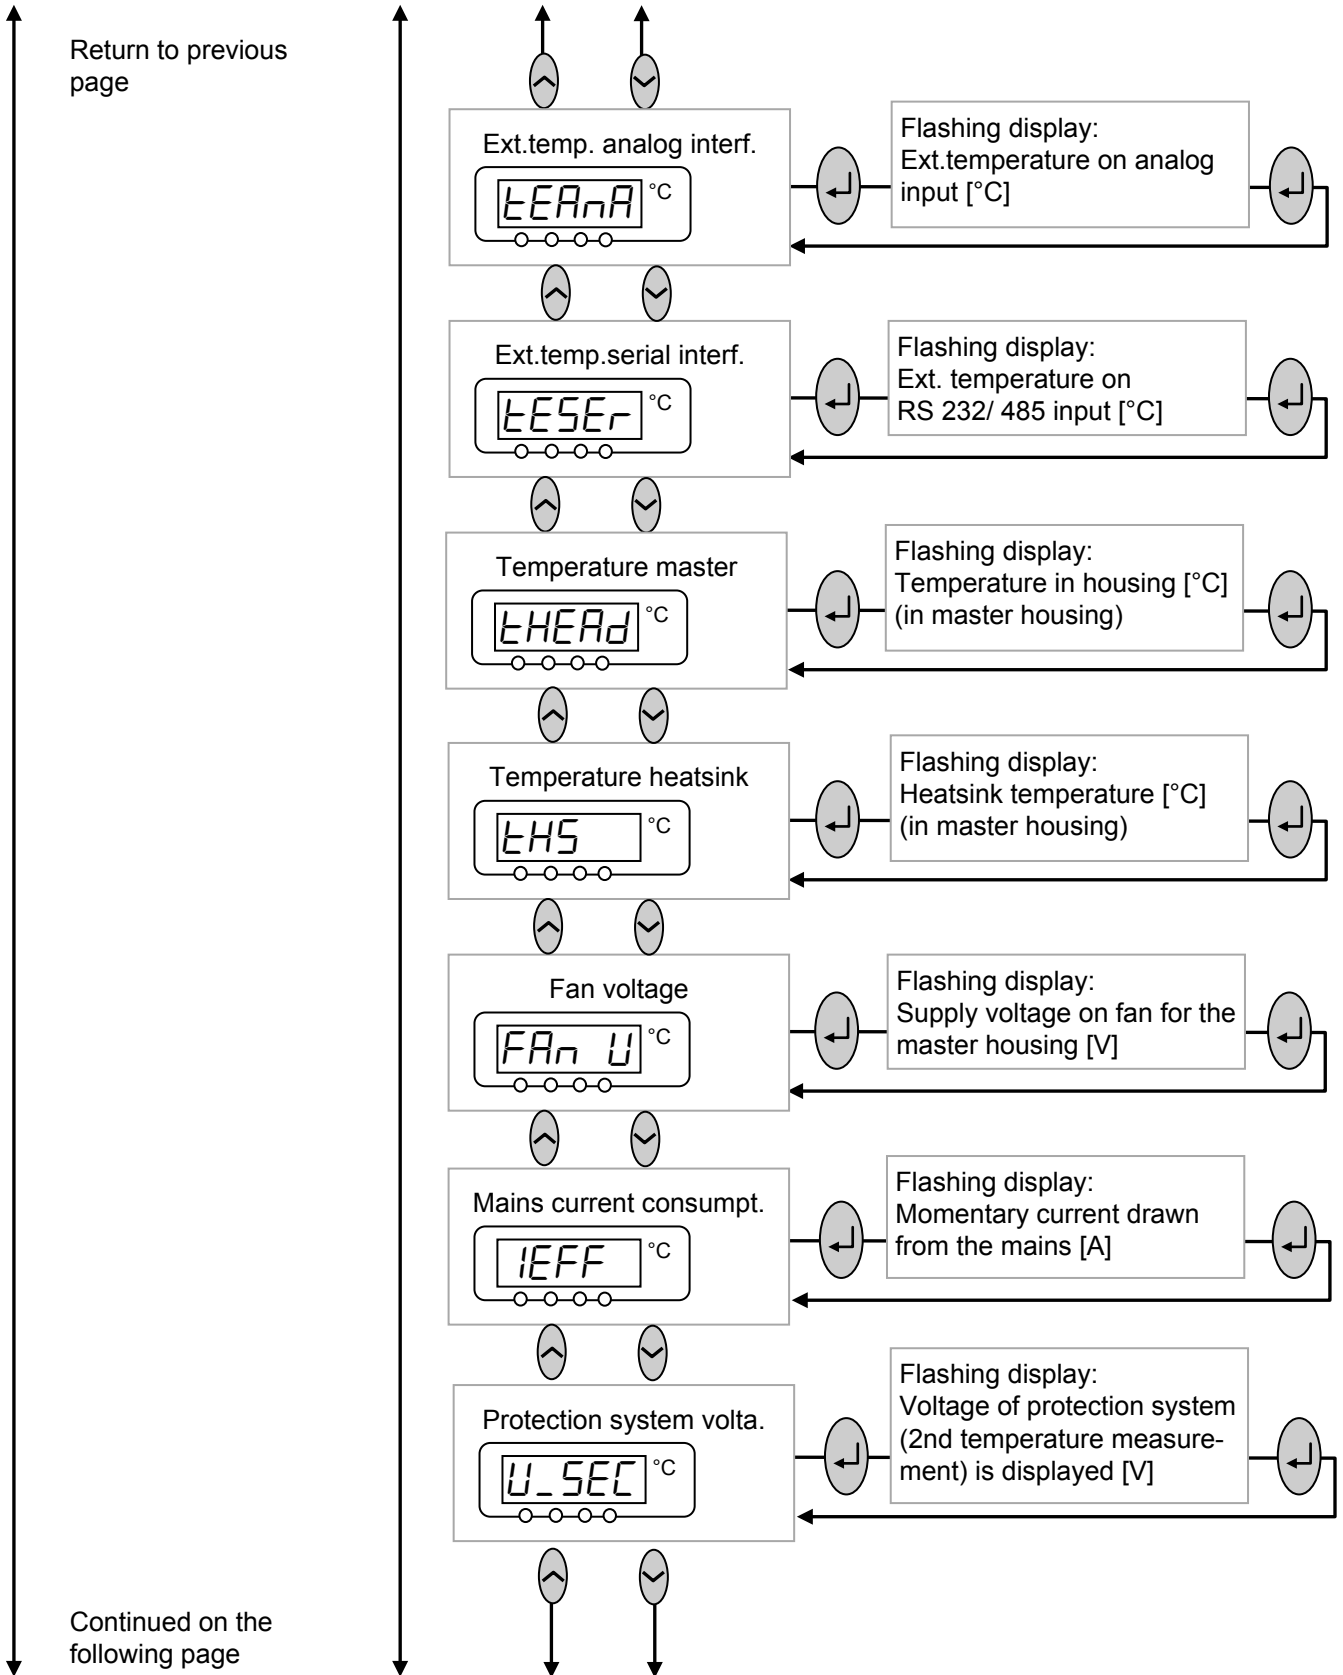 Return to previous
page
Ext.temp. analog interf.
tEAnA °C
Flashing display:
Ext.temperature on analog
input [°C]
Ext.temp.serial interf.
tESEr °C
Flashing display:
Ext. temperature on
RS 232/ 485 input [°C]
Temperature master
tHEAd °C
Flashing display:
Temperature in housing [°C]
(in master housing)
Temperature heatsink
tHS °C
Flashing display:
Heatsink temperature [°C]
(in master housing)
Fan voltage
FAn U °C
Flashing display:
Supply voltage on fan for the
master housing [V]
Mains current consumpt.
IEFF °C
Flashing display:
Momentary current drawn
from the mains [A]
Protection system volta.
U_SEC °C
Flashing display:
Voltage of protection system
(2nd temperature measure-
ment) is displayed [V]
Continued on the
following page